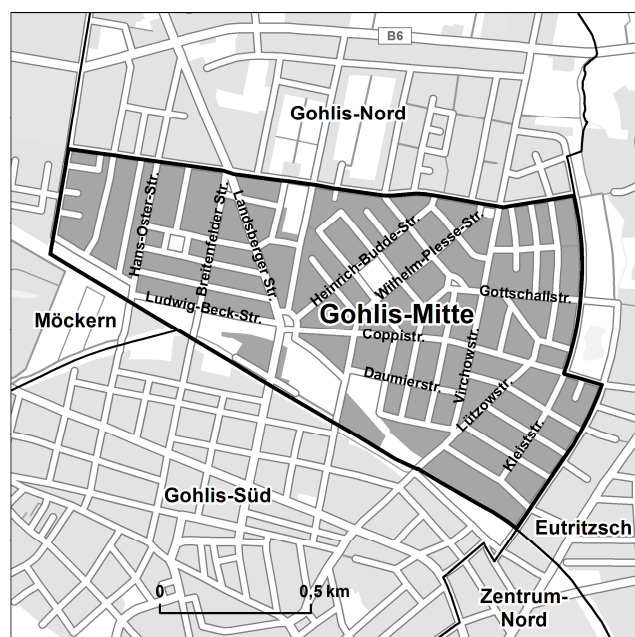 B6
Gohlis-Nord
Hans-Oster-Str.
Breitenfelder Str.
Landsberger Str.
Heinrich-Budde-Str.
Wilhelm-Plesse-Str.
Gottschallstr.
Ludwig-Beck-Str.
Gohlis-Mitte
Möckern
Coppistr.
Virchowstr.
Daumierstr.
Lützowstr.
Kleiststr.
Gohlis-Süd
Eutritzsch
0
0,5 km
Zentrum-
Nord